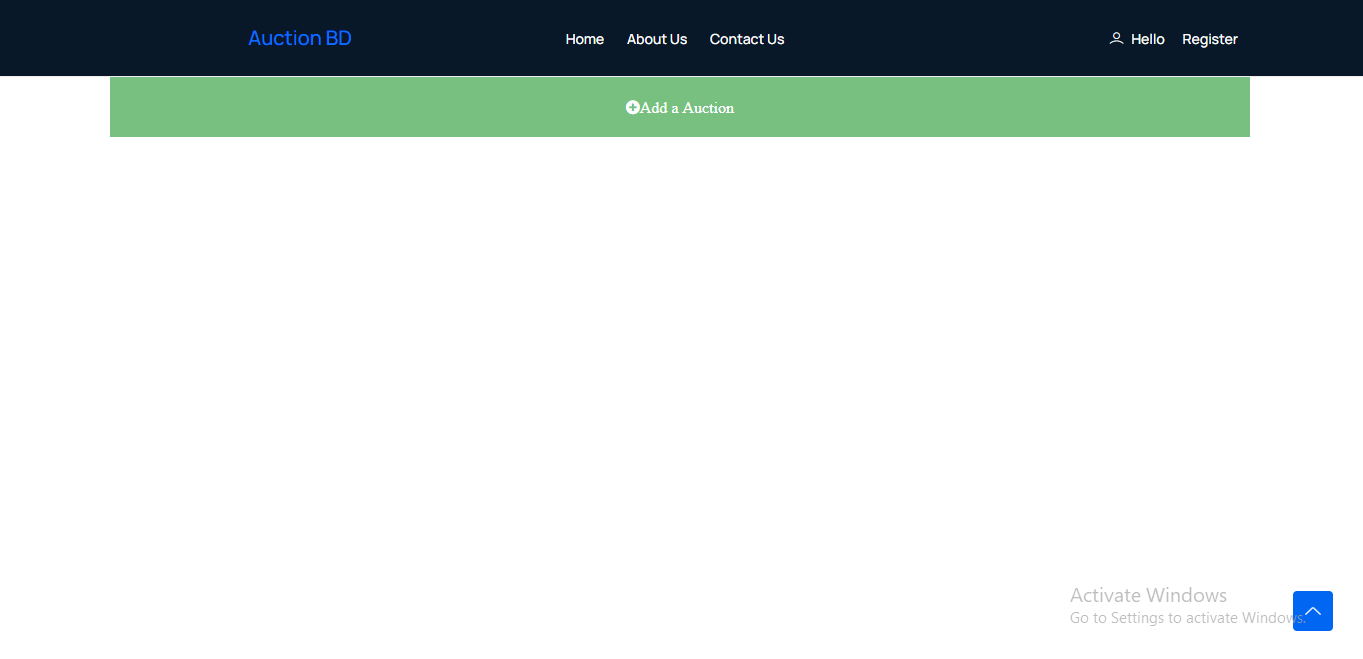 Auction BD
Home About Us Contact Us
Hello Register
Add a Auction
Activate Windows
Go to Settings to activate Windows.